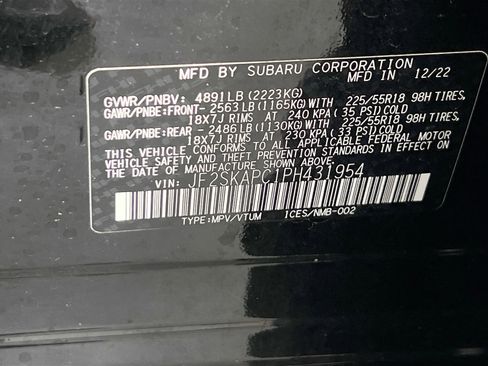 MFD BY SUBARU CORPORATION 12/22
GVWR/PNBV: 4891LB(2223KG)
GAWR/PNBE:FRONT-2563LB(1165KG)WITH 225/55R18 98H TIRES,
18X7J RIMS AT 240 KPA(35 PSI)COLD
GAWR/PNBE:REAR -2486LB(1130KG)WITH 225/55R18 98H TIRES,
18X7J RIMS AT 230 KPA(33 PSI)COLD
THIS VEHICLE CONFORMS TO ALL APPLICABLE FEDERAL MOTOR
VEHICLE SAFETY AND THEFT PREVENTION STANDARDS IN EFFECT ON
THE DATE OF MANUFACTURE SHOWN ABOVE.
VIN: JF2SKAPC1PH431954
TYPE:MPV/VTUM ICES/NMB-002